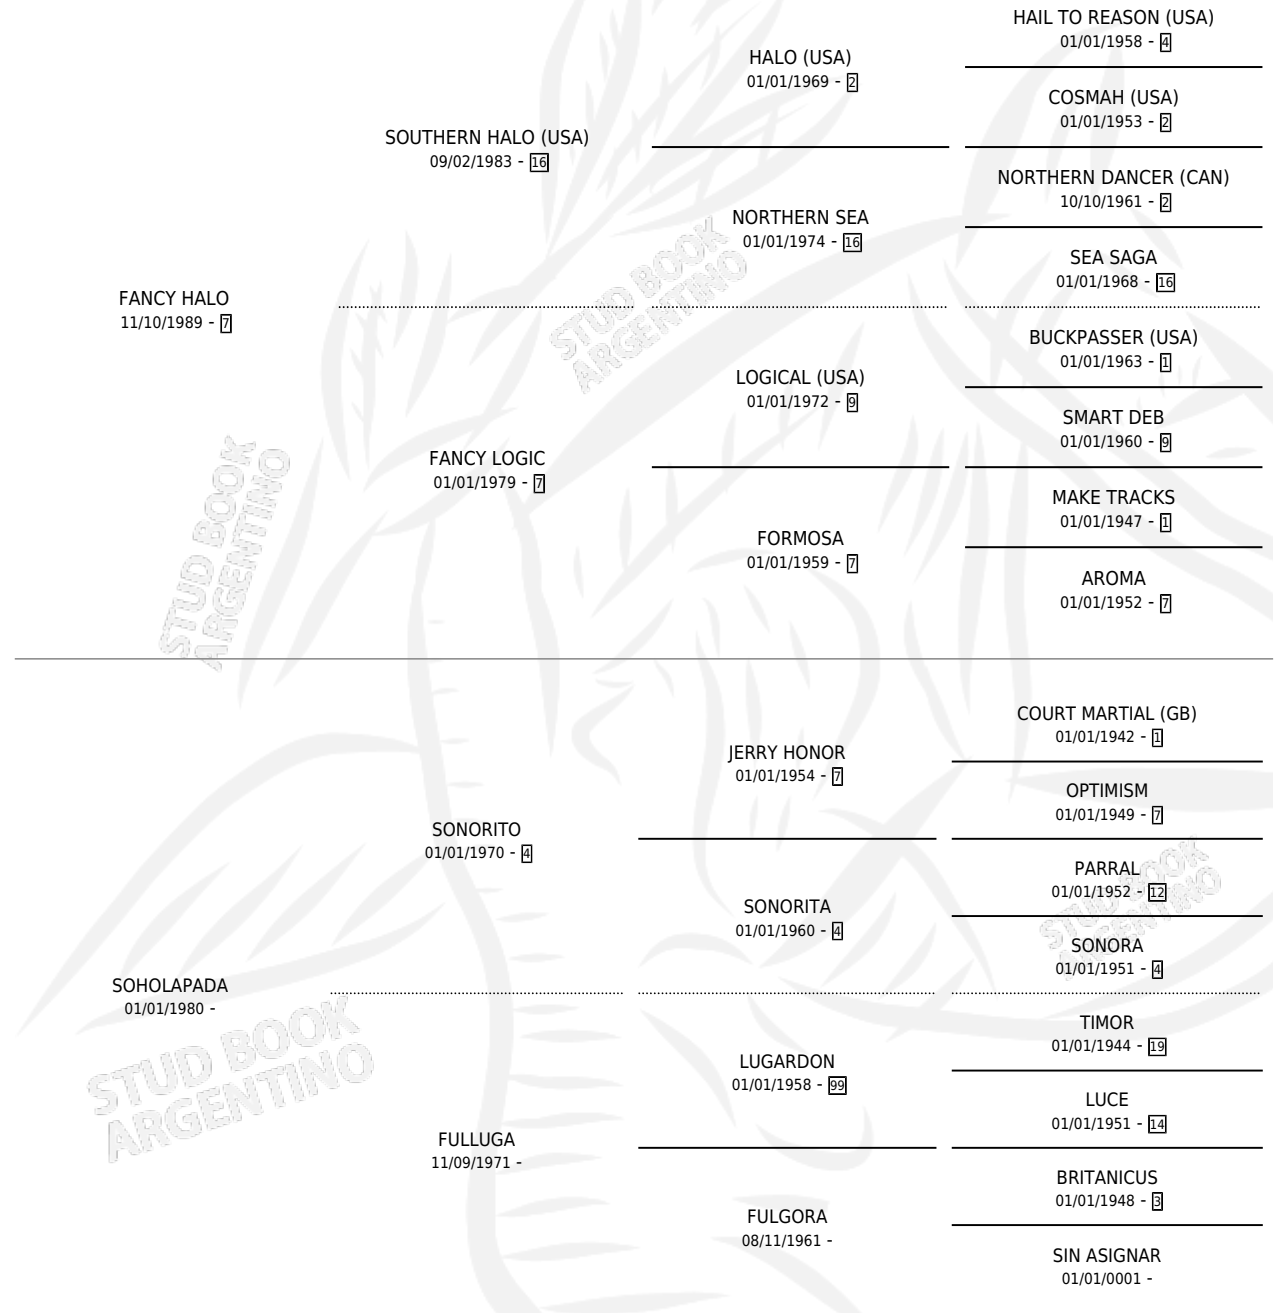 HAIL TO REASON (USA)
01/01/1958 - 4
HALO (USA)
01/01/1969 - 2
COSMAH (USA)
01/01/1953 - 2
SOUTHERN HALO (USA)
09/02/1983 - 16
NORTHERN DANCER (CAN)
10/10/1961 - 2
NORTHERN SEA
01/01/1974 - 16
SEA SAGA
01/01/1968 - 16
FANCY HALO
11/10/1989 - 7
BUCKPASSER (USA)
01/01/1963 - 1
LOGICAL (USA)
01/01/1972 - 9
SMART DEB
01/01/1960 - 9
FANCY LOGIC
01/01/1979 - 7
MAKE TRACKS
01/01/1947 - 1
FORMOSA
01/01/1959 - 7
AROMA
01/01/1952 - 7
COURT MARTIAL (GB)
01/01/1942 - 1
JERRY HONOR
01/01/1954 - 7
OPTIMISM
01/01/1949 - 7
SONORITO
01/01/1970 - 4
PARRAL
01/01/1952 - 12
SONORITA
01/01/1960 - 4
SONORA
01/01/1951 - 4
SOHOLAPADA
01/01/1980 -
TIMOR
01/01/1944 - 19
LUGARDON
01/01/1958 - 99
LUCE
01/01/1951 - 14
FULLUGA
11/09/1971 -
BRITANICUS
01/01/1948 - 3
FULGORA
08/11/1961 -
SIN ASIGNAR
01/01/0001 -
STUD BOOK
ARGENTINO
STUD BOOK
ARGENTINO
STUD BOOK
ARGENTINO
STUD BOOK
ARGENTINO